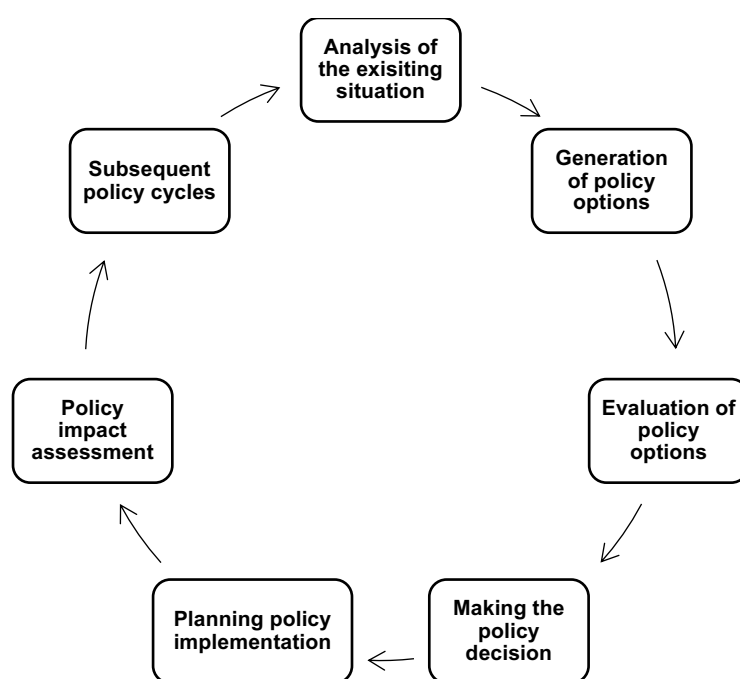 Analysis of
the exisiting
situation
Generation
of policy
options
Evaluation of
policy
options
Making the
policy
decision
Planning policy
implementation
Policy
impact
assessment
Subsequent
policy cycles